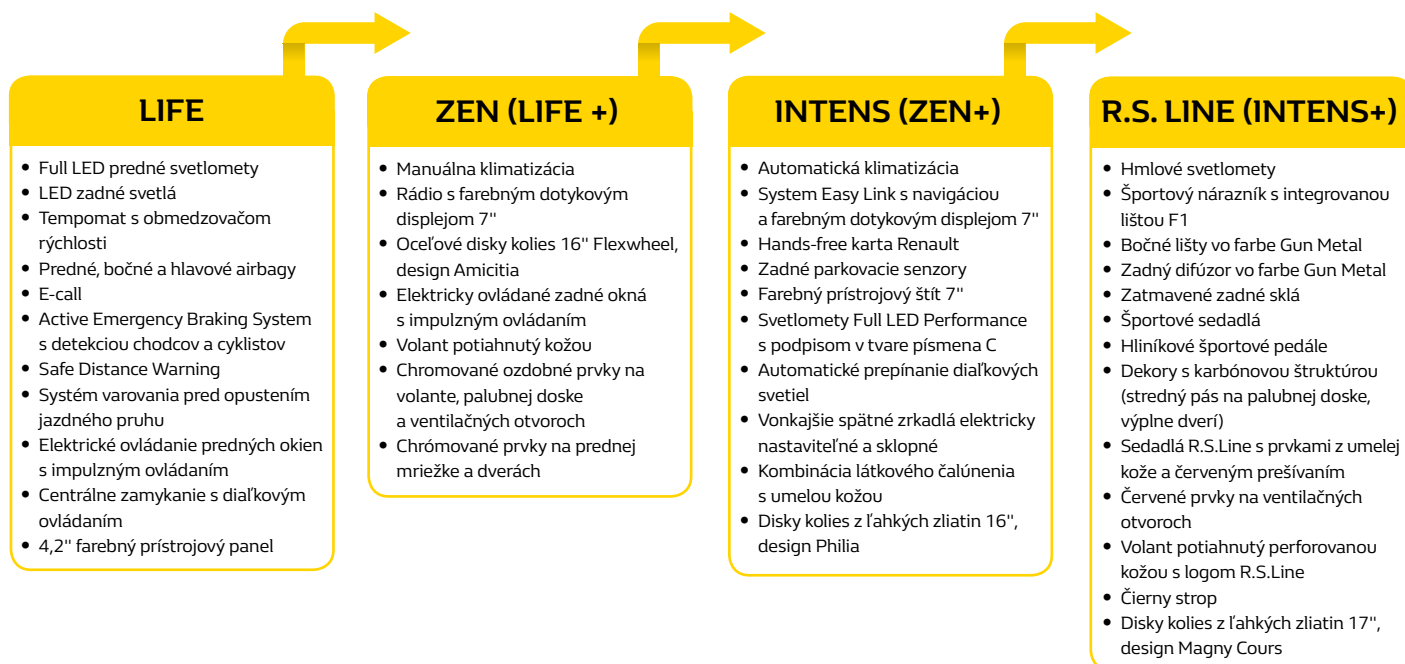 LIFE
• Full LED predné svetlomety
• LED zadné svetlá
• Tempomat s obmedzovačom
rýchlosti
• Predné, bočné a hlavové airbagy
• E-call
• Active Emergency Braking System
s detekciou chodcov a cyklistov
• Safe Distance Warning
• Systém varovania pred opustením
jazdného pruhu
• Elektrické ovládanie predných okien
s impulzným ovládaním
• Centrálne zamykanie s diaľkovým
ovládaním
• 4,2" farebný prístrojový panel
ZEN (LIFE +)
• Manuálna klimatizácia
• Rádio s farebným dotykovým
displejom 7"
• Oceľové disky kolies 16" Flexwheel,
design Amicitia
• Elektricky ovládané zadné okná
s impulzným ovládaním
• Volant potiahnutý kožou
• Chromované ozdobné prvky na
volante, palubnej doske
a ventilačných otvoroch
• Chrómované prvky na prednej
mriežke a dverách
INTENS (ZEN+)
• Automatická klimatizácia
• System Easy Link s navigáciou
a farebným dotykovým displejom 7"
• Hands-free karta Renault
• Zadné parkovacie senzory
• Farebný prístrojový štít 7"
• Svetlomety Full LED Performance
s podpisom v tvare písmena C
• Automatické prepínanie diaľkových
svetiel
• Vonkajšie spätné zrkadlá elektricky
nastaviteľné a sklopné
• Kombinácia látkového čalúnenia
s umelou kožou
• Disky kolies z ľahkých zliatin 16",
design Philia
R.S. LINE (INTENS+)
• Hmlové svetlomety
• Športový nárazník s integrovanou
lištou F1
• Bočné lišty vo farbe Gun Metal
• Zadný difúzor vo farbe Gun Metal
• Zatmavené zadné sklá
• Športové sedadlá
• Hliníkové športové pedále
• Dekory s karbónovou štruktúrou
(stredný pás na palubnej doske,
výplne dverí)
• Sedadlá R.S.Line s prvkami z umelej
kože a červeným prešívaním
• Červené prvky na ventilačných
otvoroch
• Volant potiahnutý perforovanou
kožou s logom R.S.Line
• Čierny strop
• Disky kolies z ľahkých zliatin 17",
design Magny Cours